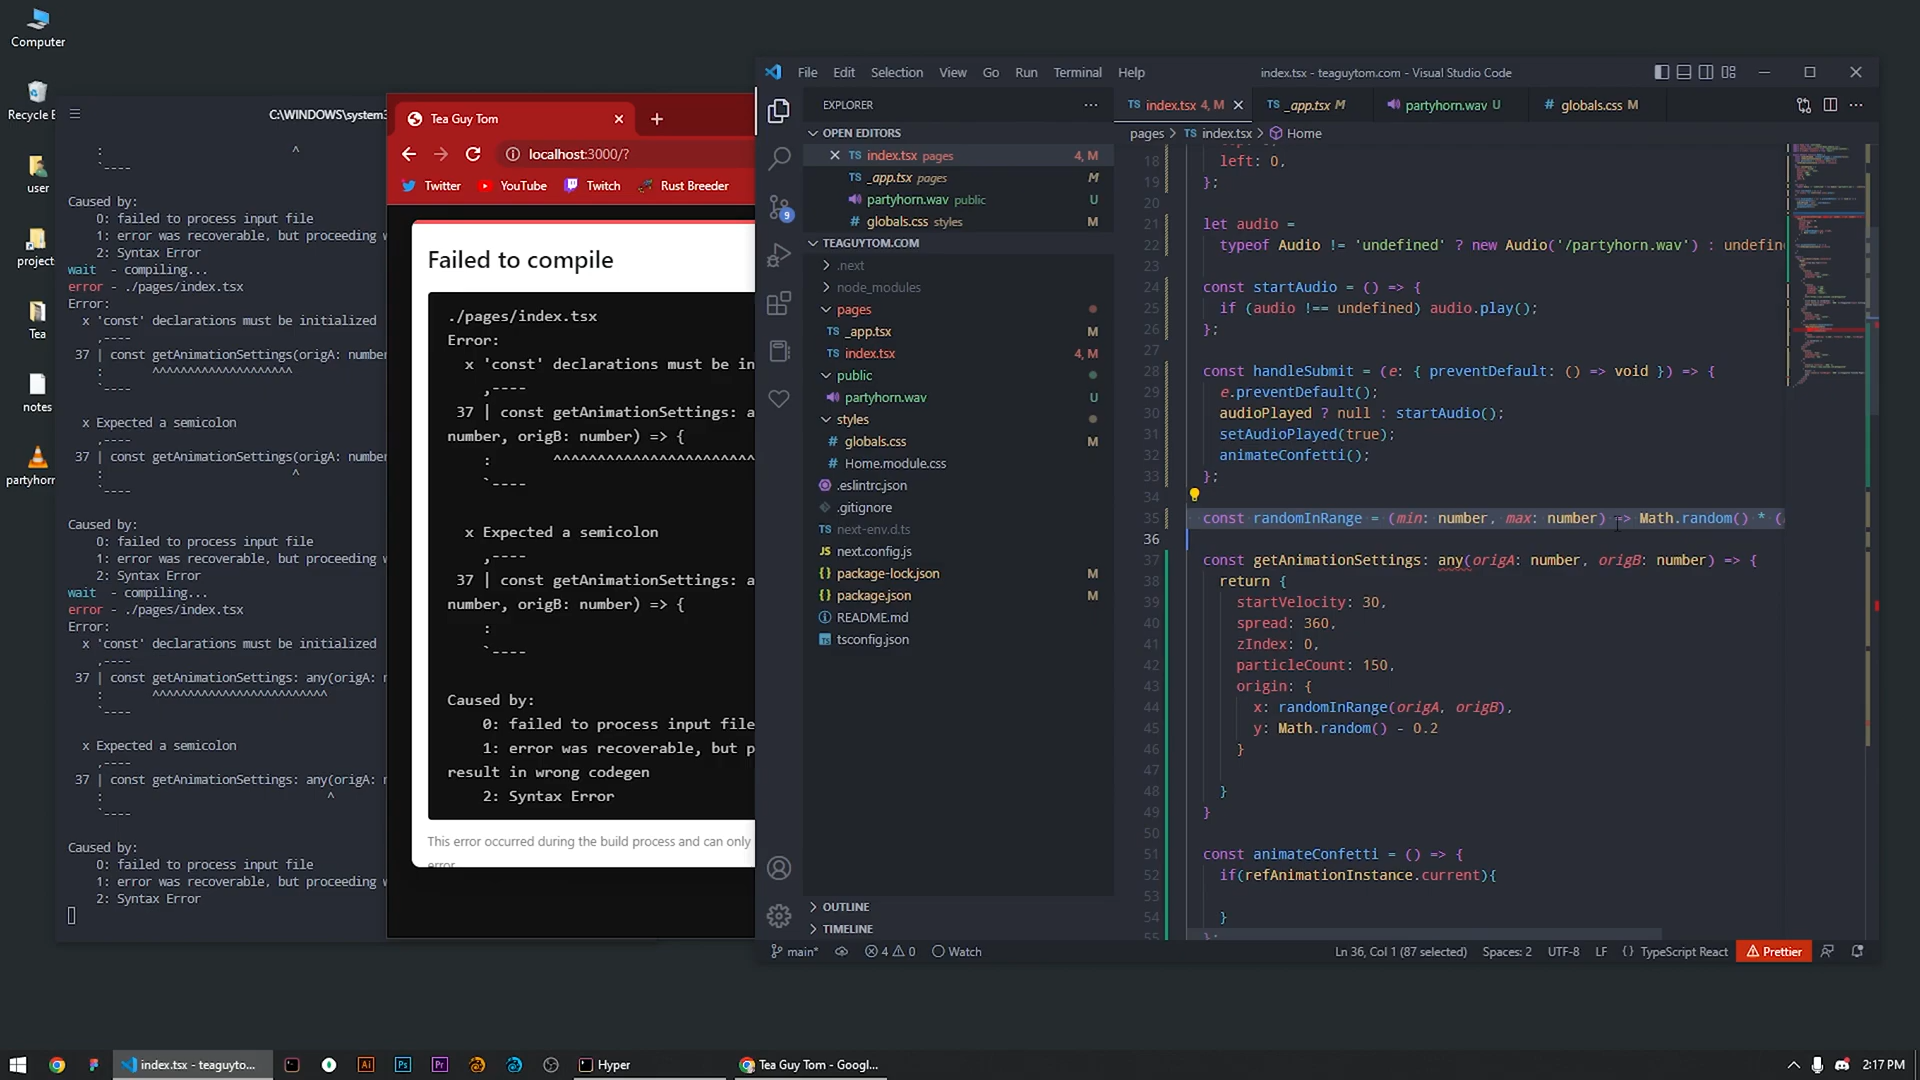 Computer
Recycle
user
project
Tea
notes
partyhorn
C:\WINDOWS\system3
: ^
`----
Caused by:
0: failed to process input file
1: error was recoverable, but proceeding w
2: Syntax Error
wait - compiling...
error - ./pages/index.tsx
Error:
x 'const' declarations must be initialized
,----
37 | const getAnimationSettings(origA: number
: ^^^^^^^^^^^^^^^^^^^^
`----
x Expected a semicolon
,----
37 | const getAnimationSettings(origA: number
: ^
`----
Caused by:
0: failed to process input file
1: error was recoverable, but proceeding w
2: Syntax Error
wait - compiling...
error - ./pages/index.tsx
Error:
x 'const' declarations must be initialized
,----
37 | const getAnimationSettings: any(origA: n
: ^^^^^^^^^^^^^^^^^^^^^^^^^
`----
x Expected a semicolon
,----
37 | const getAnimationSettings: any(origA: n
: ^
`----
Caused by:
0: failed to process input file
1: error was recoverable, but proceeding w
2: Syntax Error
Tea Guy Tom
localhost:3000/?
Twitter YouTube Twitch Rust Breeder
Failed to compile
./pages/index.tsx
Error:
x 'const' declarations must be in
,----
37 | const getAnimationSettings: a
number, origB: number) => {
: ^^^^^^^^^^^^^^^^^^^^^^^
`----
x Expected a semicolon
,----
37 | const getAnimationSettings: a
number, origB: number) => {
:
`----
Caused by:
0: failed to process input file
1: error was recoverable, but p
result in wrong codegen
2: Syntax Error
This error occurred during the build process and can only
error.
File Edit Selection View Go Run Terminal Help
index.tsx - teaguytom.com - Visual Studio Code
EXPLORER
9
OPEN EDITORS
index.tsx pages 4, M
_app.tsx pages M
partyhorn.wav public U
globals.css styles M
TEAGUYTOM.COM
.next
node_modules
pages
_app.tsx M
index.tsx 4, M
public
partyhorn.wav U
styles
globals.css M
Home.module.css
.eslintrc.json
.gitignore
next-env.d.ts
next.config.js
package-lock.json M
package.json M
README.md
tsconfig.json
OUTLINE
TIMELINE
index.tsx 4, M _app.tsx M partyhorn.wav U globals.css M
pages > index.tsx > Home
18 left: 0,
19 };
20
21 let audio =
22 typeof Audio != 'undefined' ? new Audio('/partyhorn.wav') : undefin
23
24 const startAudio = () => {
25 if (audio !== undefined) audio.play();
26 };
27
28 const handleSubmit = (e: { preventDefault: () => void }) => {
29 e.preventDefault();
30 audioPlayed ? null : startAudio();
31 setAudioPlayed(true);
32 animateConfetti();
33 };
34
35 const randomInRange = (min: number, max: number) => Math.random() * (
36
37 const getAnimationSettings: any(origA: number, origB: number) => {
38 return {
39 startVelocity: 30,
40 spread: 360,
41 zIndex: 0,
42 particleCount: 150,
43 origin: {
44 x: randomInRange(origA, origB),
45 y: Math.random() - 0.2
46 }
47
48 }
49 }
50
51 const animateConfetti = () => {
52 if(refAnimationInstance.current){
53
54 }
55 };
main* 4 0 Watch
Ln 36, Col 1 (87 selected) Spaces: 2 UTF-8 LF {} TypeScript React Prettier
index.tsx - teaguyto... Hyper Tea Guy Tom - Googl... 2:17 PM